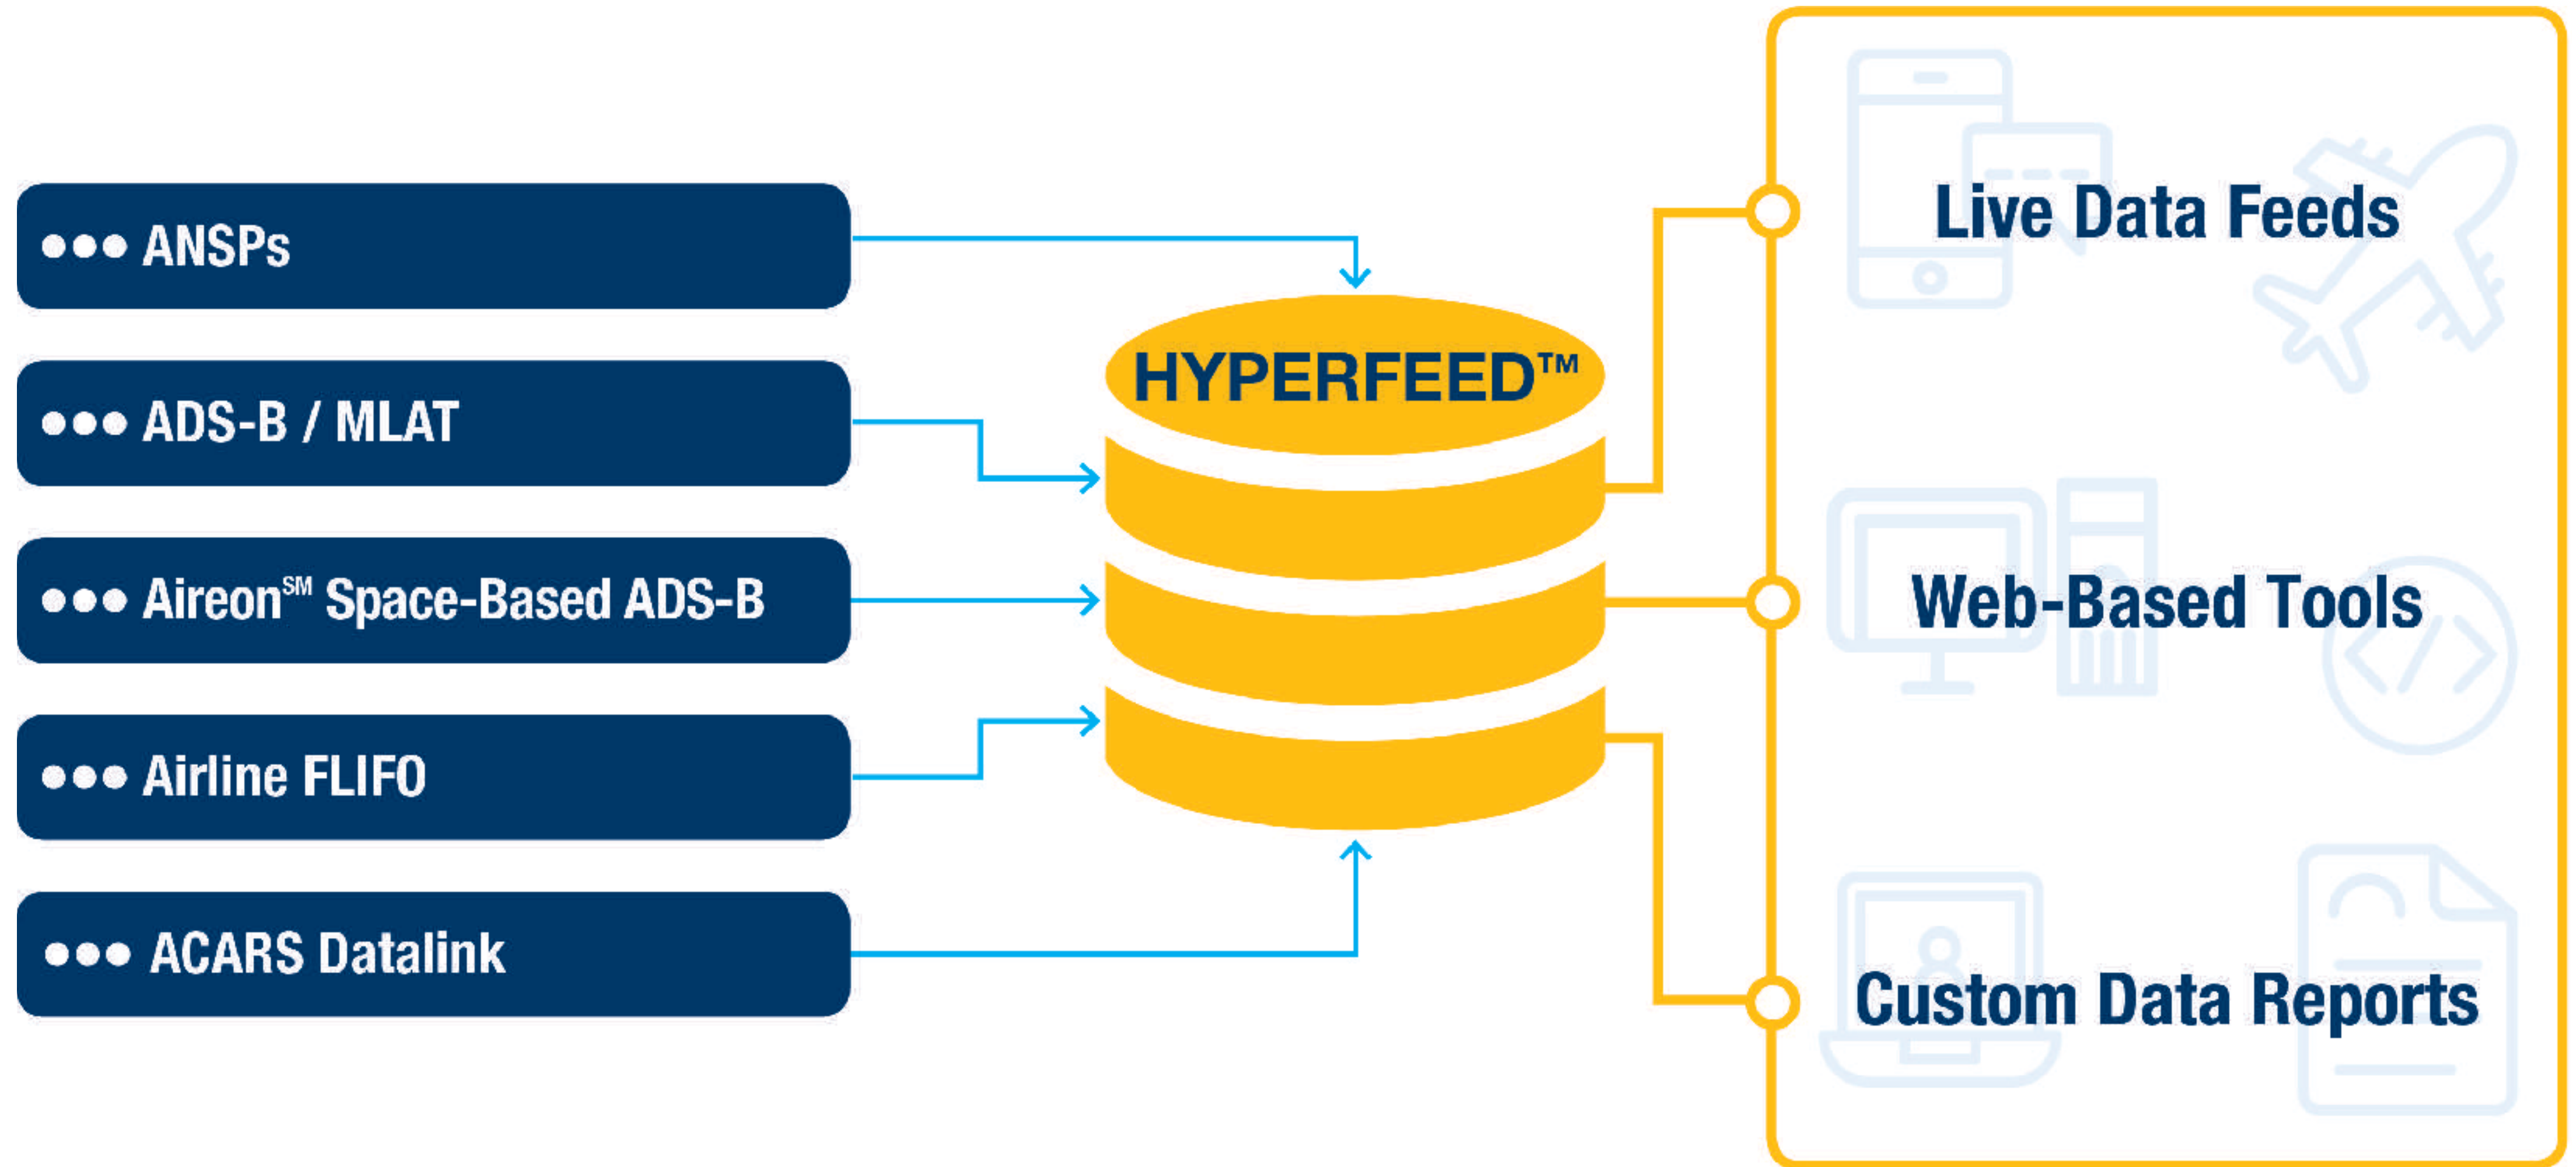 ANSPs
ADS-B / MLAT
Aireon℠ Space-Based ADS-B
Airline FLIFO
ACARS Datalink
HYPERFEED™
Live Data Feeds
Web-Based Tools
Custom Data Reports